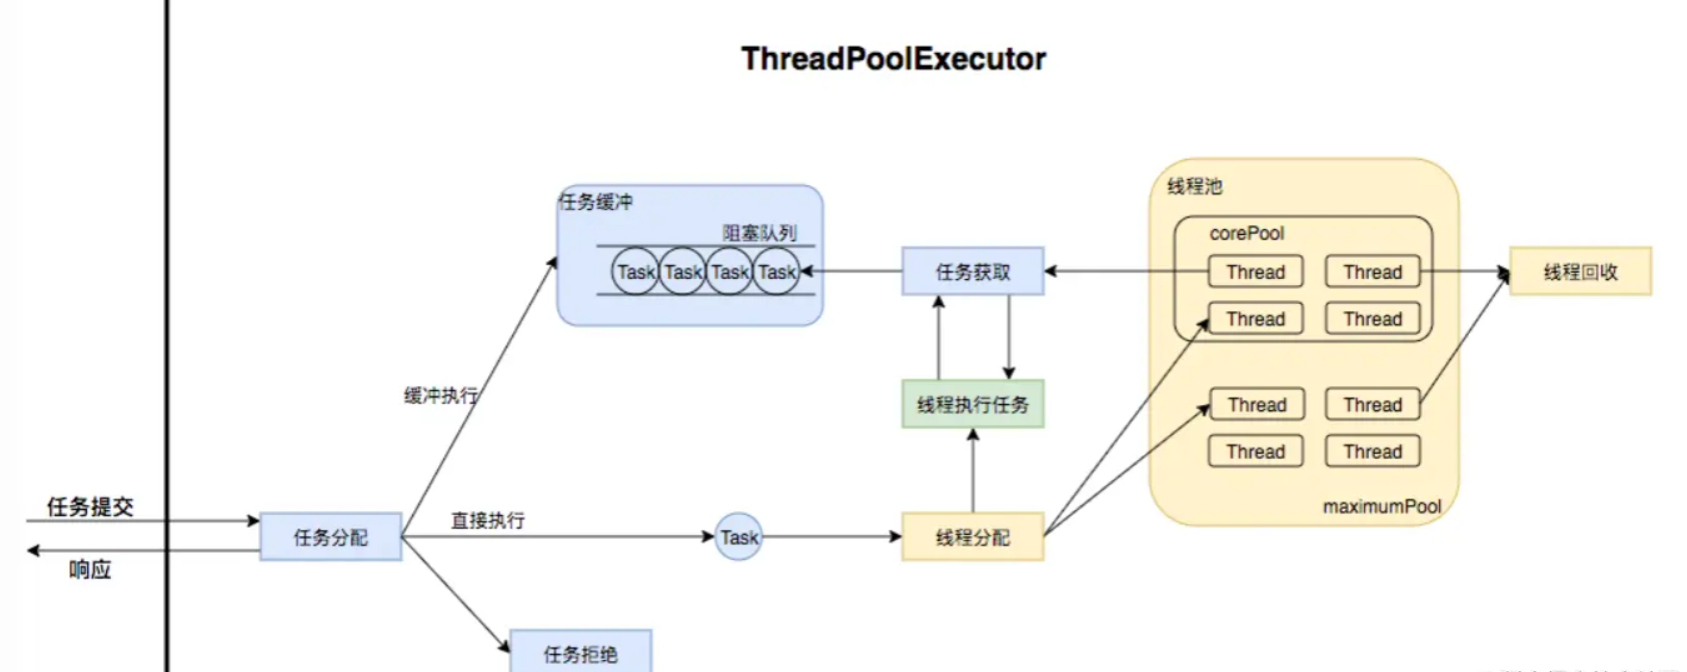 ThreadPoolExecutor
任务缓冲
阻塞队列
Task Task Task Task
任务获取
线程池
corePool
Thread Thread
Thread Thread
线程回收
缓冲执行
线程执行任务
Thread Thread
Thread Thread
maximumPool
任务提交
响应
任务分配
直接执行
Task
线程分配
任务拒绝